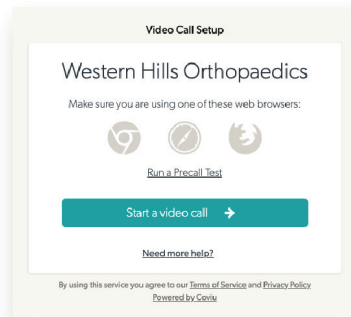 Video Call Setup
Western Hills Orthopaedics
Make sure you are using one of these web browsers:
Run a Precall Test
Start a video call
Need more help?
By using this service you agree to our Terms of Service and Privacy Policy
Powered by Coviu